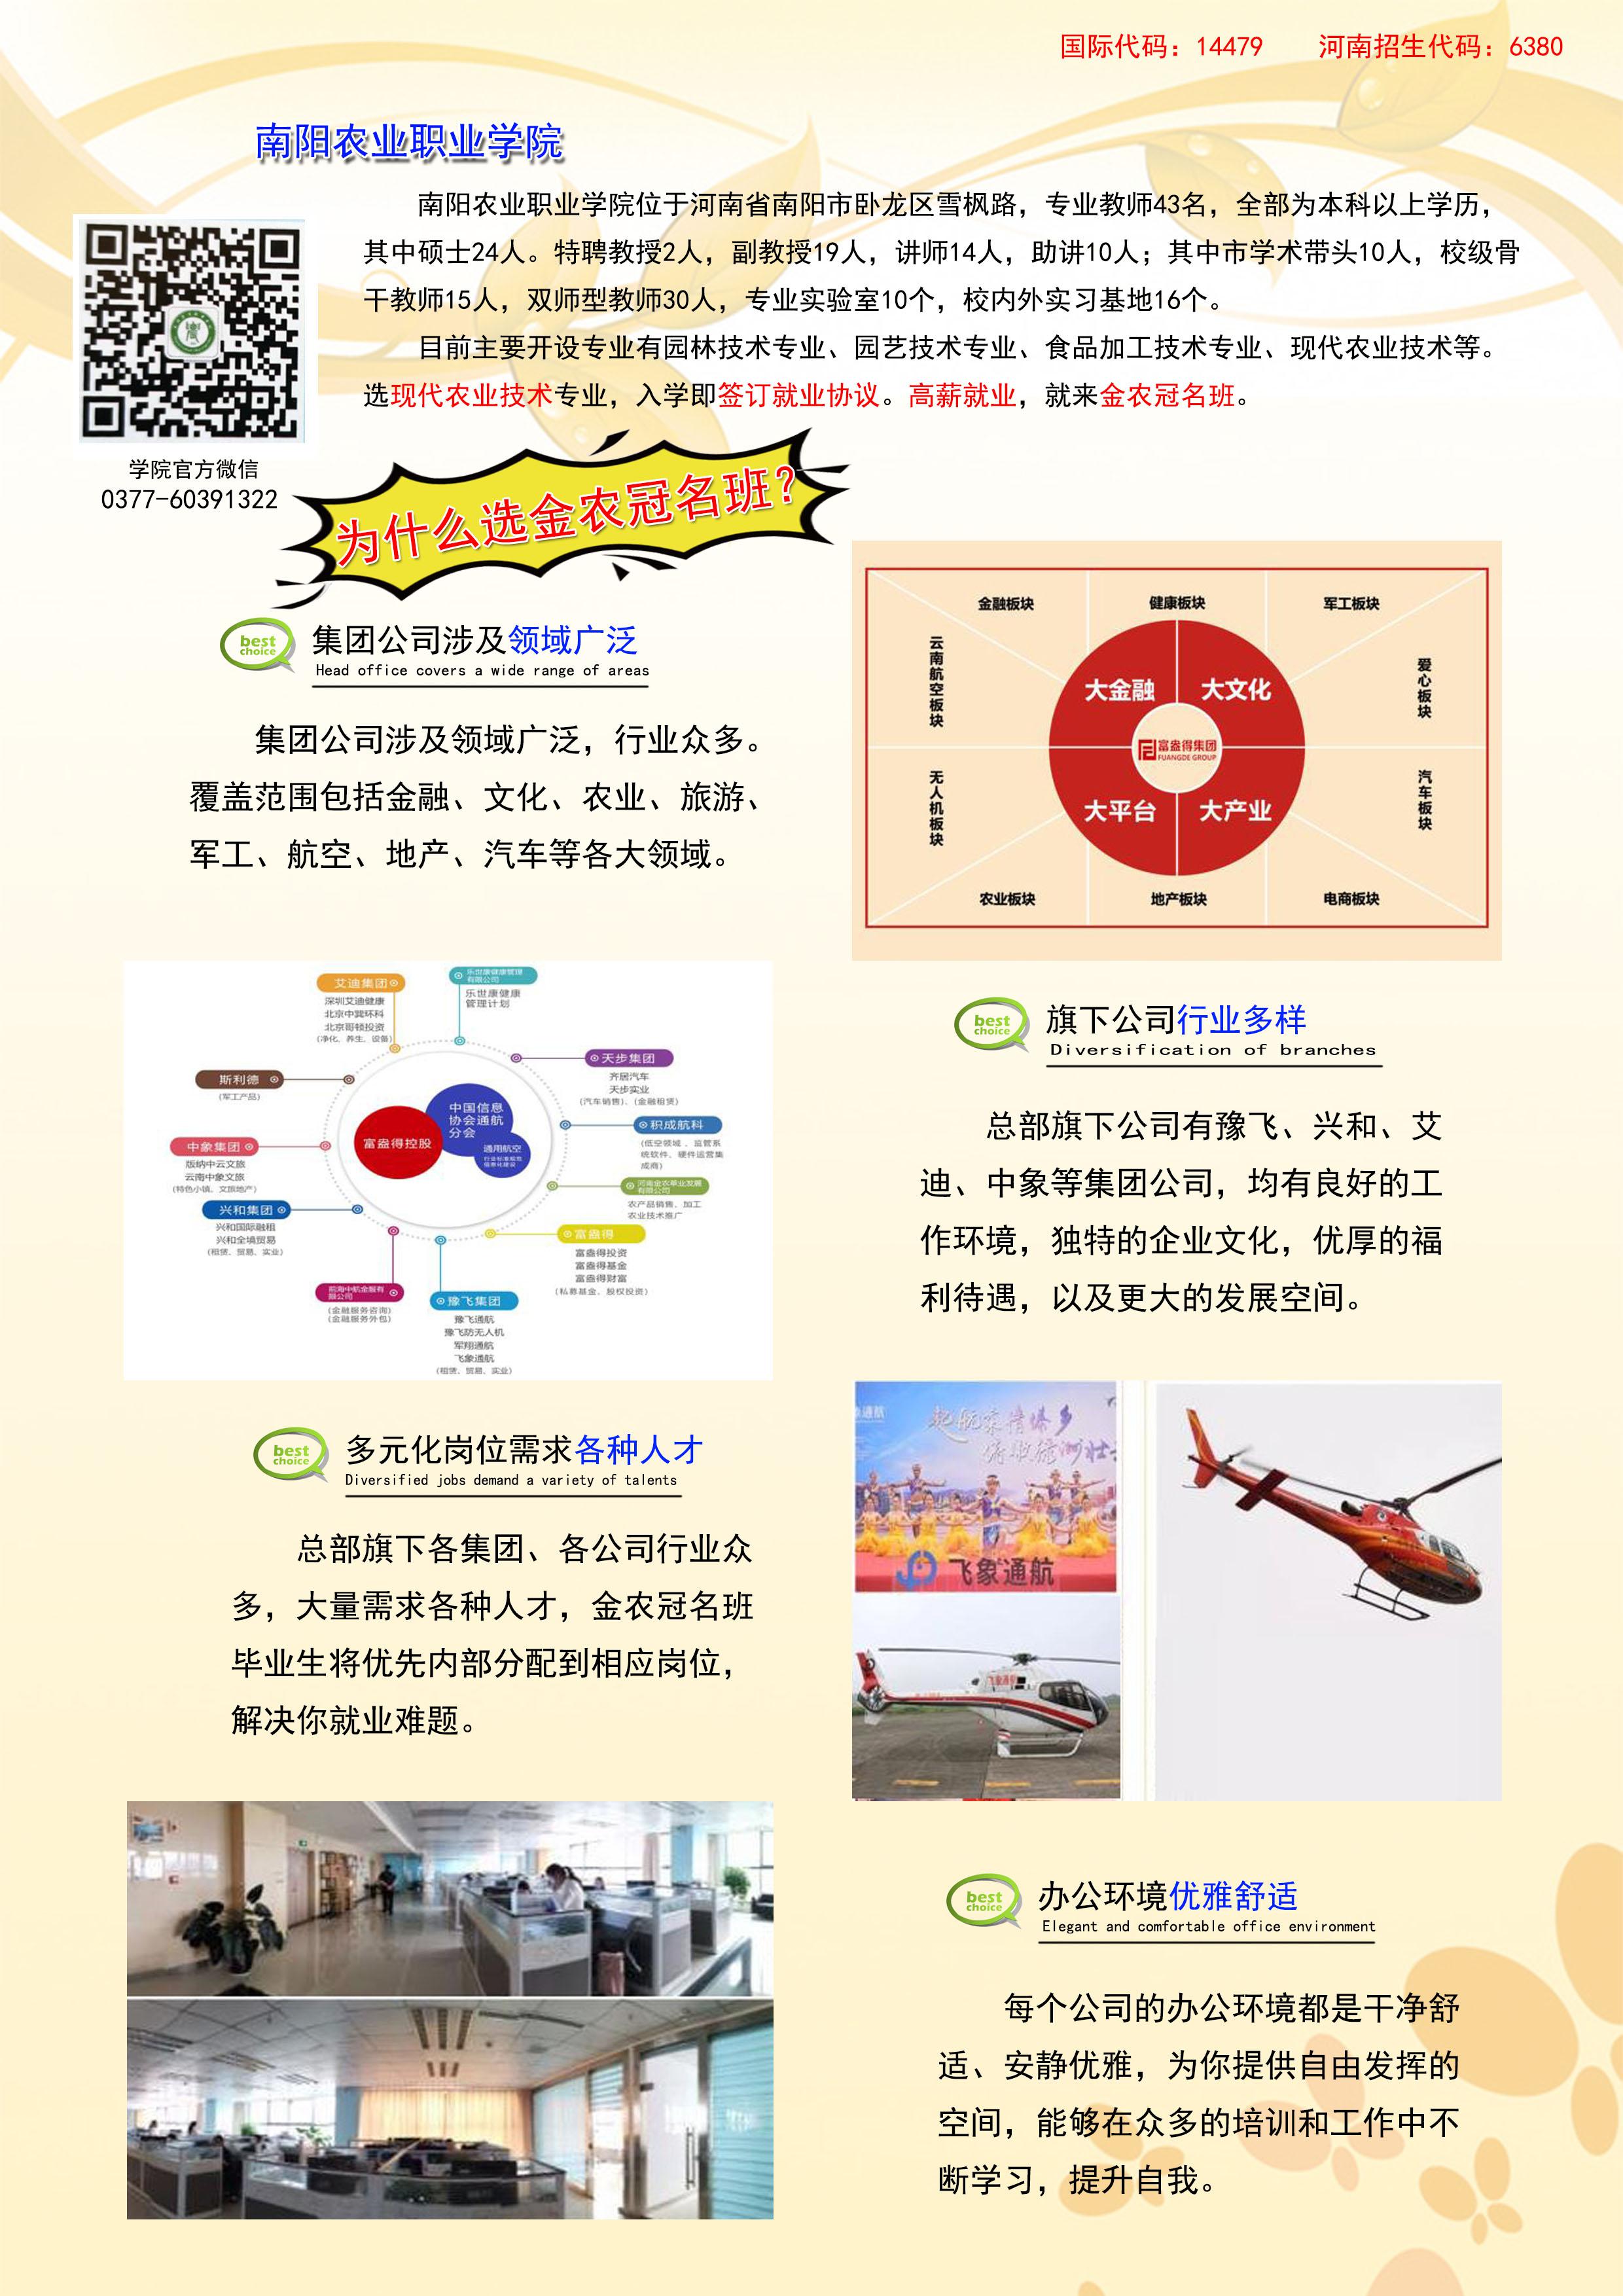 国际代码：14479 河南招生代码：6380
南阳农业职业学院
南阳农业职业学院位于河南省南阳市卧龙区雪枫路，专业教师43名，全部为本科以上学历，
其中硕士24人。特聘教授2人，副教授19人，讲师14人，助讲10人；其中市学术带头10人，校级骨
干教师15人，双师型教师30人，专业实验室10个，校内外实习基地16个。
目前主要开设专业有园林技术专业、园艺技术专业、食品加工技术专业、现代农业技术等。
选现代农业技术专业，入学即签订就业协议。高薪就业，就来金农冠名班。
学院官方微信
0377-60391322
为什么选金农冠名班？
best
choice
集团公司涉及领域广泛
Head office covers a wide range of areas
集团公司涉及领域广泛，行业众多。
覆盖范围包括金融、文化、农业、旅游、
军工、航空、地产、汽车等各大领域。
金融板块
健康板块
军工板块
云南航空板块
爱心板块
大金融
大文化
富盎得集团
FUANGDE GROUP
无人机板块
汽车板块
大平台
大产业
农业板块
地产板块
电商板块
艾迪集团
深圳艾迪健康
北京中冀环科
北京哥顿投资
(净化、养生、设备)
乐世康健康管理
有限公司
乐世康健康
管理计划
天步集团
齐居汽车
天步实业
(汽车销售)、(金融租赁)
斯利德
(军工产品)
中国信息
协会通航
分会
富盎得控股
通用航空
行业标准规范
信息化建设
积成航科
(低空领域、监管系
统软件、硬件运营集
成商)
中象集团
版纳中云文旅
云南中象文旅
(特色小镇、文旅地产)
河南金农草业发展
有限公司
农产品销售、加工
农业技术推广
兴和集团
兴和国际融租
兴和全境贸易
(租赁、贸易、实业)
富盎得
富盎得投资
富盎得基金
富盎得财富
(私募基金、股权投资)
前海中航金服有
限公司
(金融服务咨询)
(金融服务外包)
豫飞集团
豫飞通航
豫飞防无人机
军翔通航
飞象通航
(租赁、贸易、实业)
best
choice
旗下公司行业多样
Diversification of branches
总部旗下公司有豫飞、兴和、艾
迪、中象等集团公司，均有良好的工
作环境，独特的企业文化，优厚的福
利待遇，以及更大的发展空间。
best
choice
多元化岗位需求各种人才
Diversified jobs demand a variety of talents
总部旗下各集团、各公司行业众
多，大量需求各种人才，金农冠名班
毕业生将优先内部分配到相应岗位，
解决你就业难题。
飞象通航
飞象通航
best
choice
办公环境优雅舒适
Elegant and comfortable office environment
每个公司的办公环境都是干净舒
适、安静优雅，为你提供自由发挥的
空间，能够在众多的培训和工作中不
断学习，提升自我。